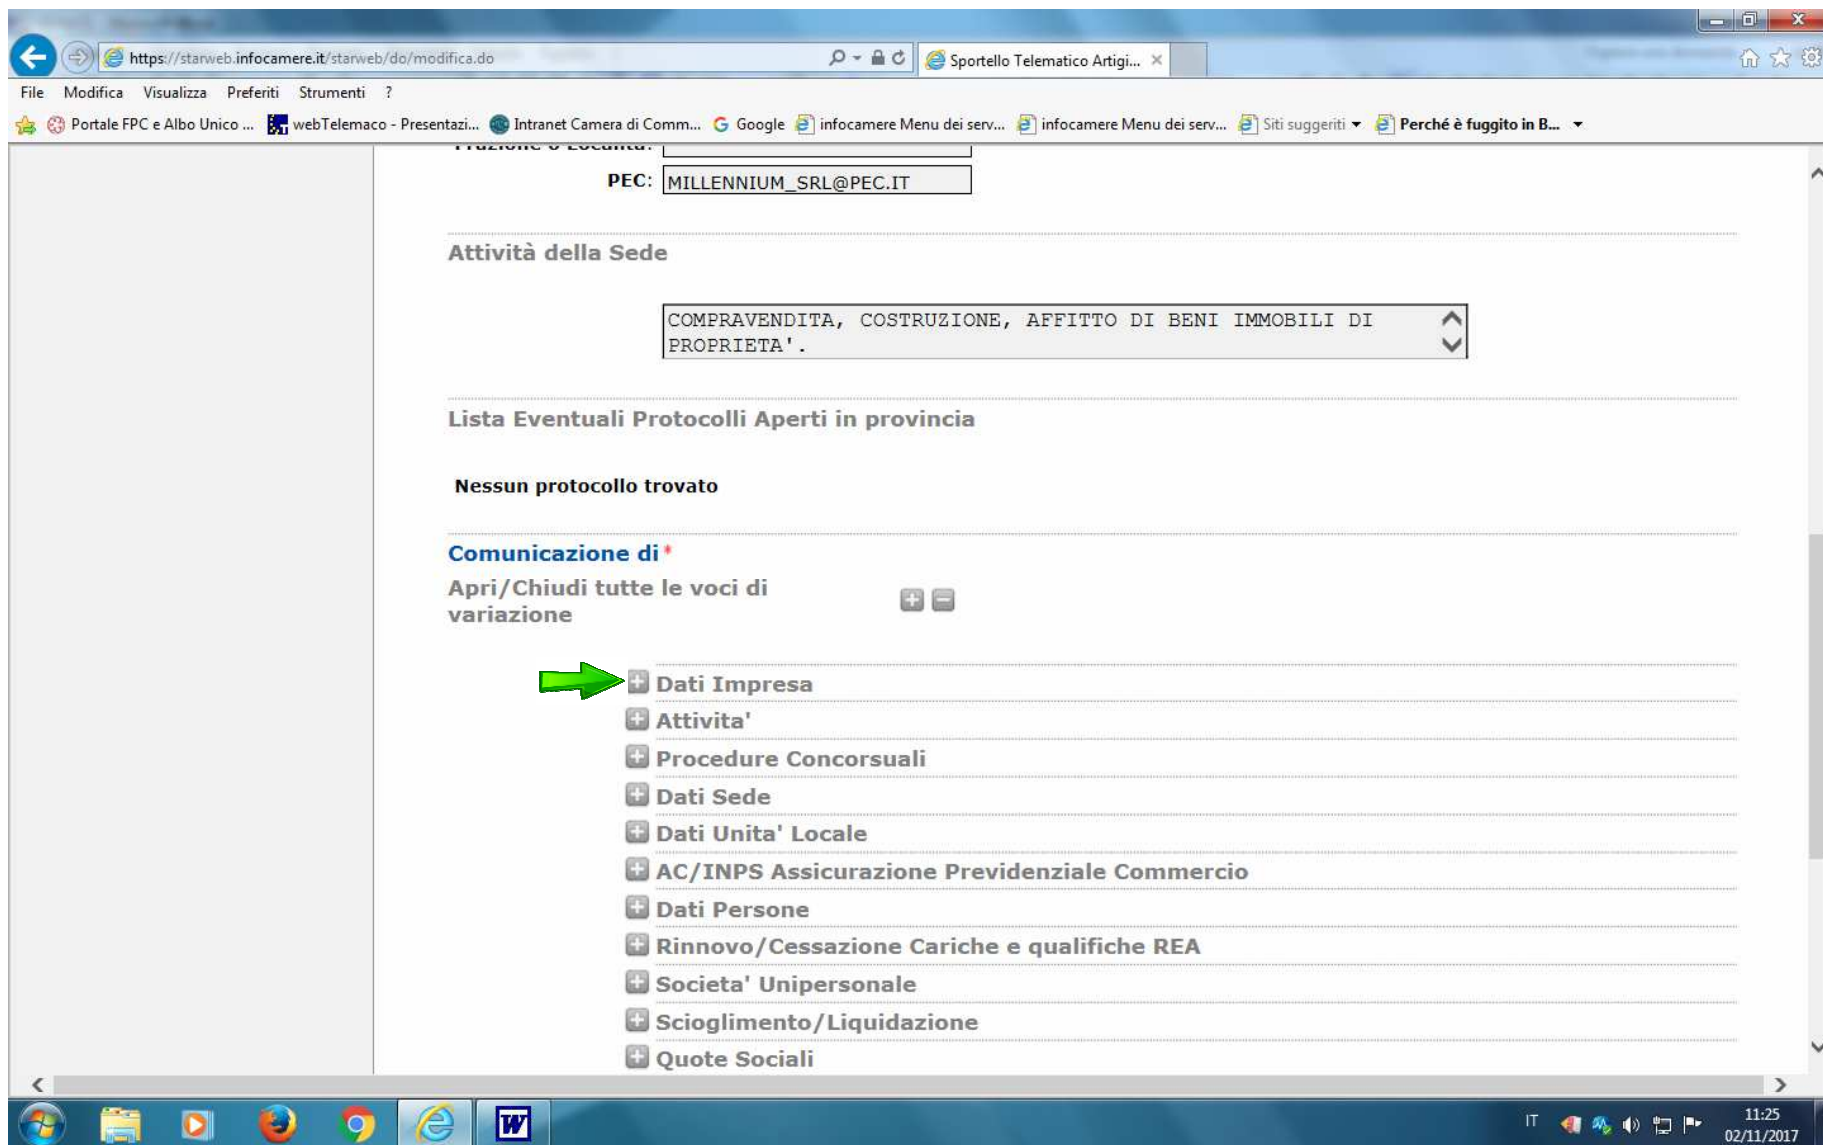 https://starweb.infocamere.it/starweb/do/modifica.do
Sportello Telematico Artigi...
File Modifica Visualizza Preferiti Strumenti ?
Portale FPC e Albo Unico ... webTelemaco - Presentazi... Intranet Camera di Comm... Google infocamere Menu dei serv... infocamere Menu dei serv... Siti suggeriti Perché è fuggito in B...
PEC: MILLENNIUM_SRL@PEC.IT
Attività della Sede
COMPRAVENDITA, COSTRUZIONE, AFFITTO DI BENI IMMOBILI DI
PROPRIETA'.
Lista Eventuali Protocolli Aperti in provincia
Nessun protocollo trovato
Comunicazione di *
Apri/Chiudi tutte le voci di
variazione
Dati Impresa
Attivita'
Procedure Concorsuali
Dati Sede
Dati Unita' Locale
AC/INPS Assicurazione Previdenziale Commercio
Dati Persone
Rinnovo/Cessazione Cariche e qualifiche REA
Societa' Unipersonale
Scioglimento/Liquidazione
Quote Sociali
IT
11:25
02/11/2017